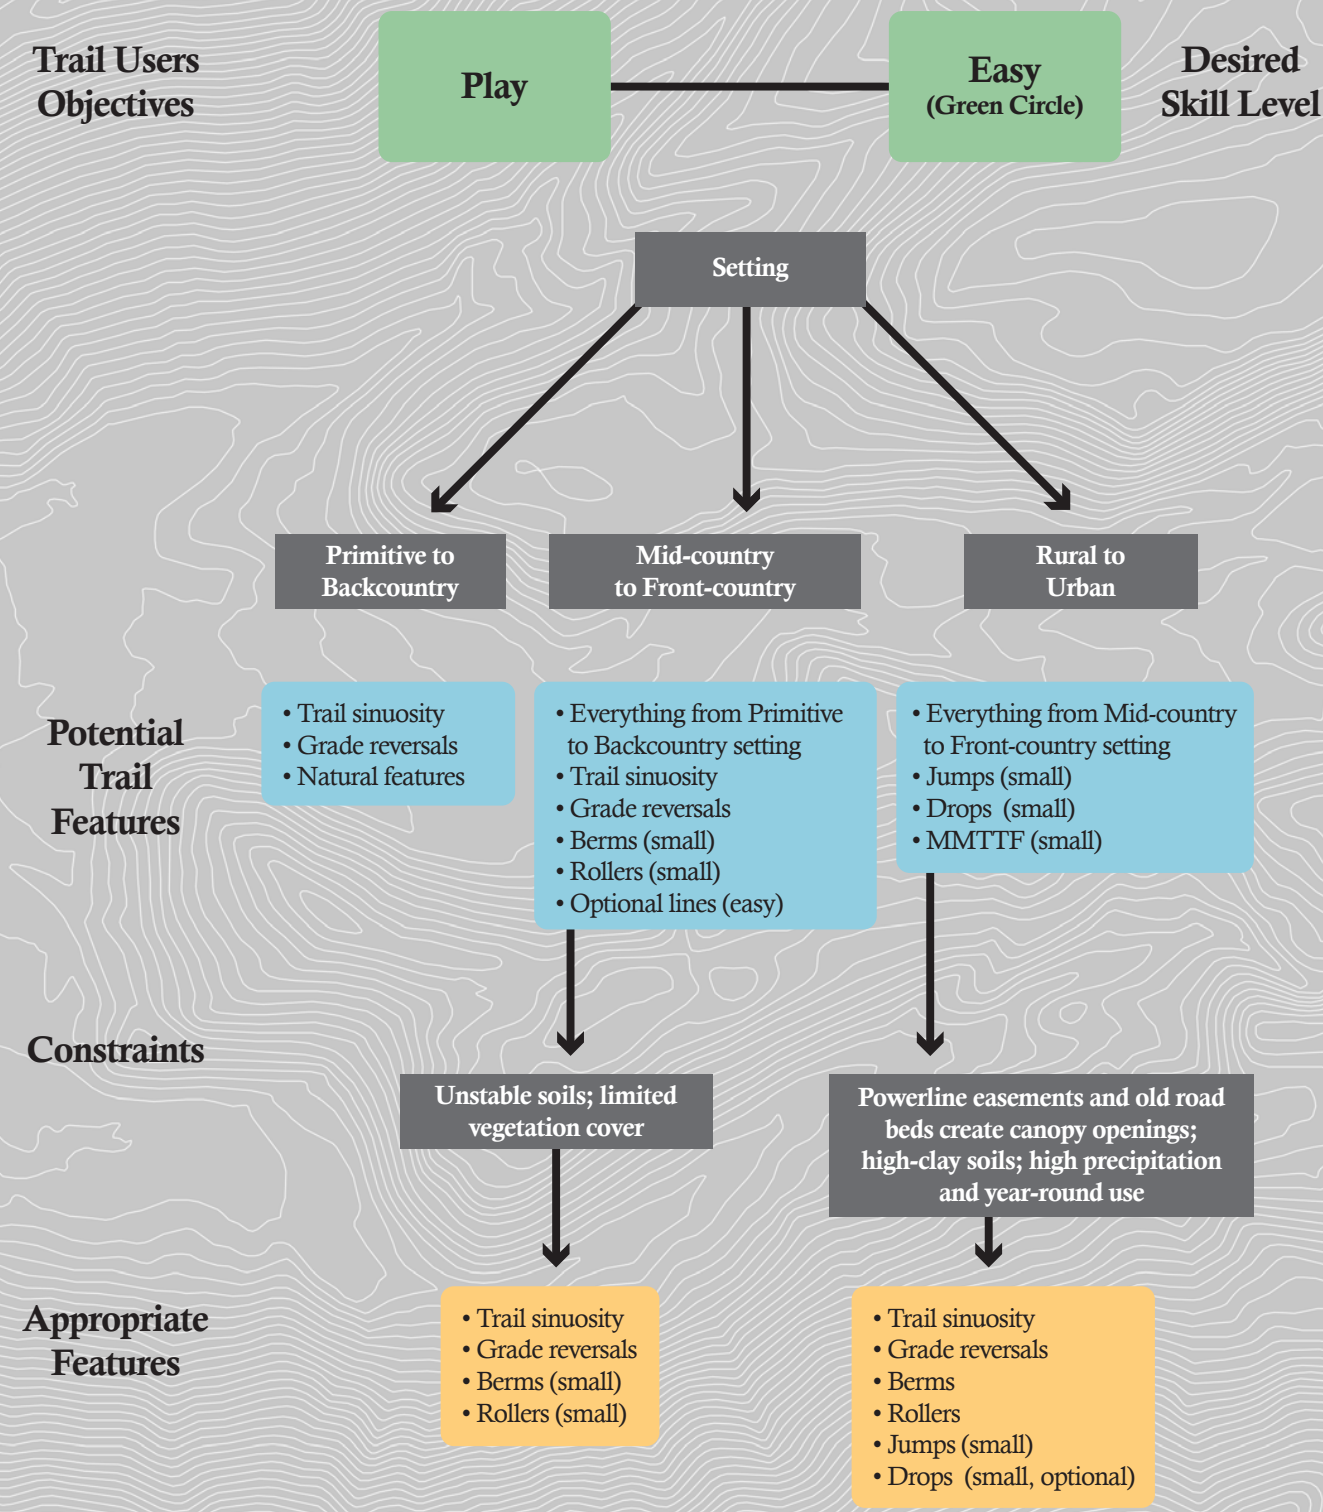 Trail Users
Objectives
Play
Easy
(Green Circle)
Desired
Skill Level
Setting
Primitive to
Backcountry
Mid-country
to Front-country
Rural to
Urban
Potential
Trail
Features
• Trail sinuosity
• Grade reversals
• Natural features
• Everything from Primitive
to Backcountry setting
• Trail sinuosity
• Grade reversals
• Berms (small)
• Rollers (small)
• Optional lines (easy)
• Everything from Mid-country
to Front-country setting
• Jumps (small)
• Drops (small)
• MMTTF (small)
Constraints
Unstable soils; limited
vegetation cover
Powerline easements and old road
beds create canopy openings;
high-clay soils; high precipitation
and year-round use
Appropriate
Features
• Trail sinuosity
• Grade reversals
• Berms (small)
• Rollers (small)
• Trail sinuosity
• Grade reversals
• Berms
• Rollers
• Jumps (small)
• Drops (small, optional)